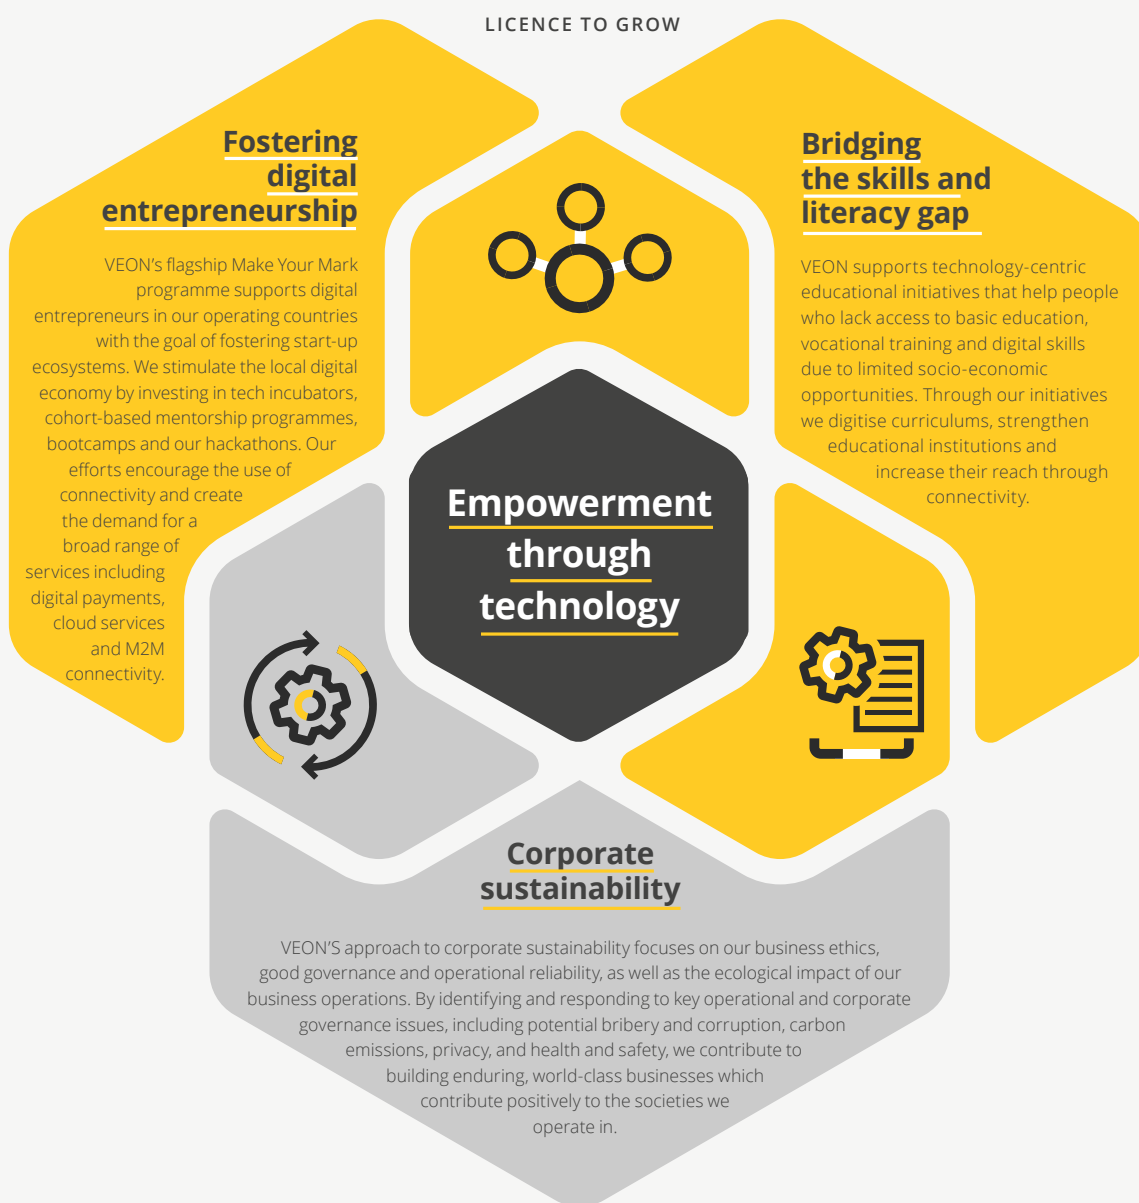 LICENCE TO GROW
Fostering
digital
entrepreneurship
VEON’s flagship Make Your Mark
programme supports digital
entrepreneurs in our operating countries
with the goal of fostering start-up
ecosystems. We stimulate the local digital
economy by investing in tech incubators,
cohort-based mentorship programmes,
bootcamps and our hackathons. Our
efforts encourage the use of
connectivity and create
the demand for a
broad range of
services including
digital payments,
cloud services
and M2M
connectivity.
Bridging
the skills and
literacy gap
VEON supports technology-centric
educational initiatives that help people
who lack access to basic education,
vocational training and digital skills
due to limited socio-economic
opportunities. Through our initiatives
we digitise curriculums, strengthen
educational institutions and
increase their reach through
connectivity.
Empowerment
through
technology
Corporate
sustainability
VEON’S approach to corporate sustainability focuses on our business ethics,
good governance and operational reliability, as well as the ecological impact of our
business operations. By identifying and responding to key operational and corporate
governance issues, including potential bribery and corruption, carbon
emissions, privacy, and health and safety, we contribute to
building enduring, world-class businesses which
contribute positively to the societies we
operate in.